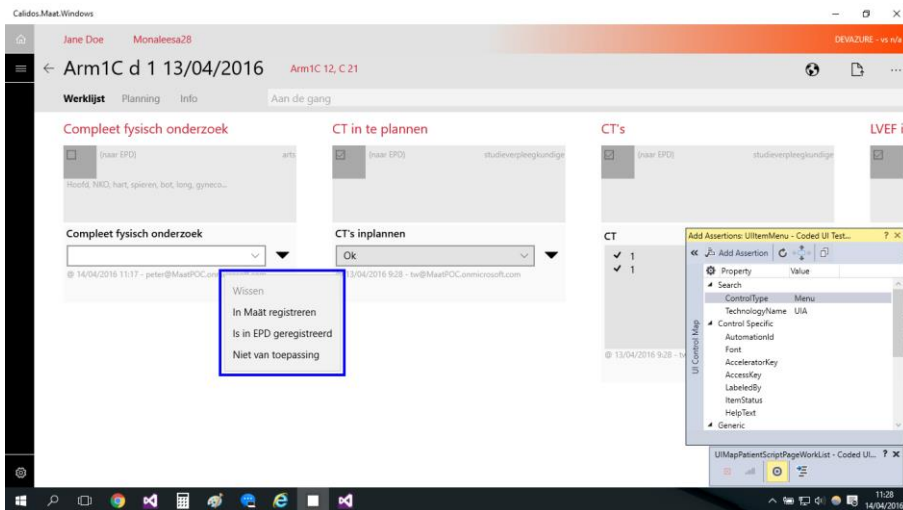 Calidos.Maat.Windows
Jane Doe Monaleesa28
DEVAZURE - vs n/a
Arm1C d 1 13/04/2016 Arm1C 12, C 21
Werklijst Planning Info Aan de gang
Compleet fysisch onderzoek
(naar EPD) arts
Hoofd, NKO, hart, spieren, bot, long, gyneco...
Compleet fysisch onderzoek
@ 14/04/2016 11:17 - peter@MaatPOC.onmicrosoft.com
Wissen
In Maat registreren
Is in EPD geregistreerd
Niet van toepassing
CT in te plannen
(naar EPD) studieverpleegkundige
CT's inplannen
Ok
13/04/2016 9:28 - tw@MaatPOC.onmicrosoft.com
CT's
(naar EPD) studieverpleegkundige
CT
1
1
@ 13/04/2016 9:28 - tw
LVEF i
Add Assertions: UIItemMenu - Coded UI Test... ? ×
Add Assertion
UI Control Map
Property Value
Search
ControlType Menu
TechnologyName UIA
Control Specific
AutomationId
Font
AcceleratorKey
AccessKey
LabeledBy
ItemStatus
HelpText
Generic
UIMapPatientScriptPageWorkList - Coded UI... ? ×
11:28
14/04/2016